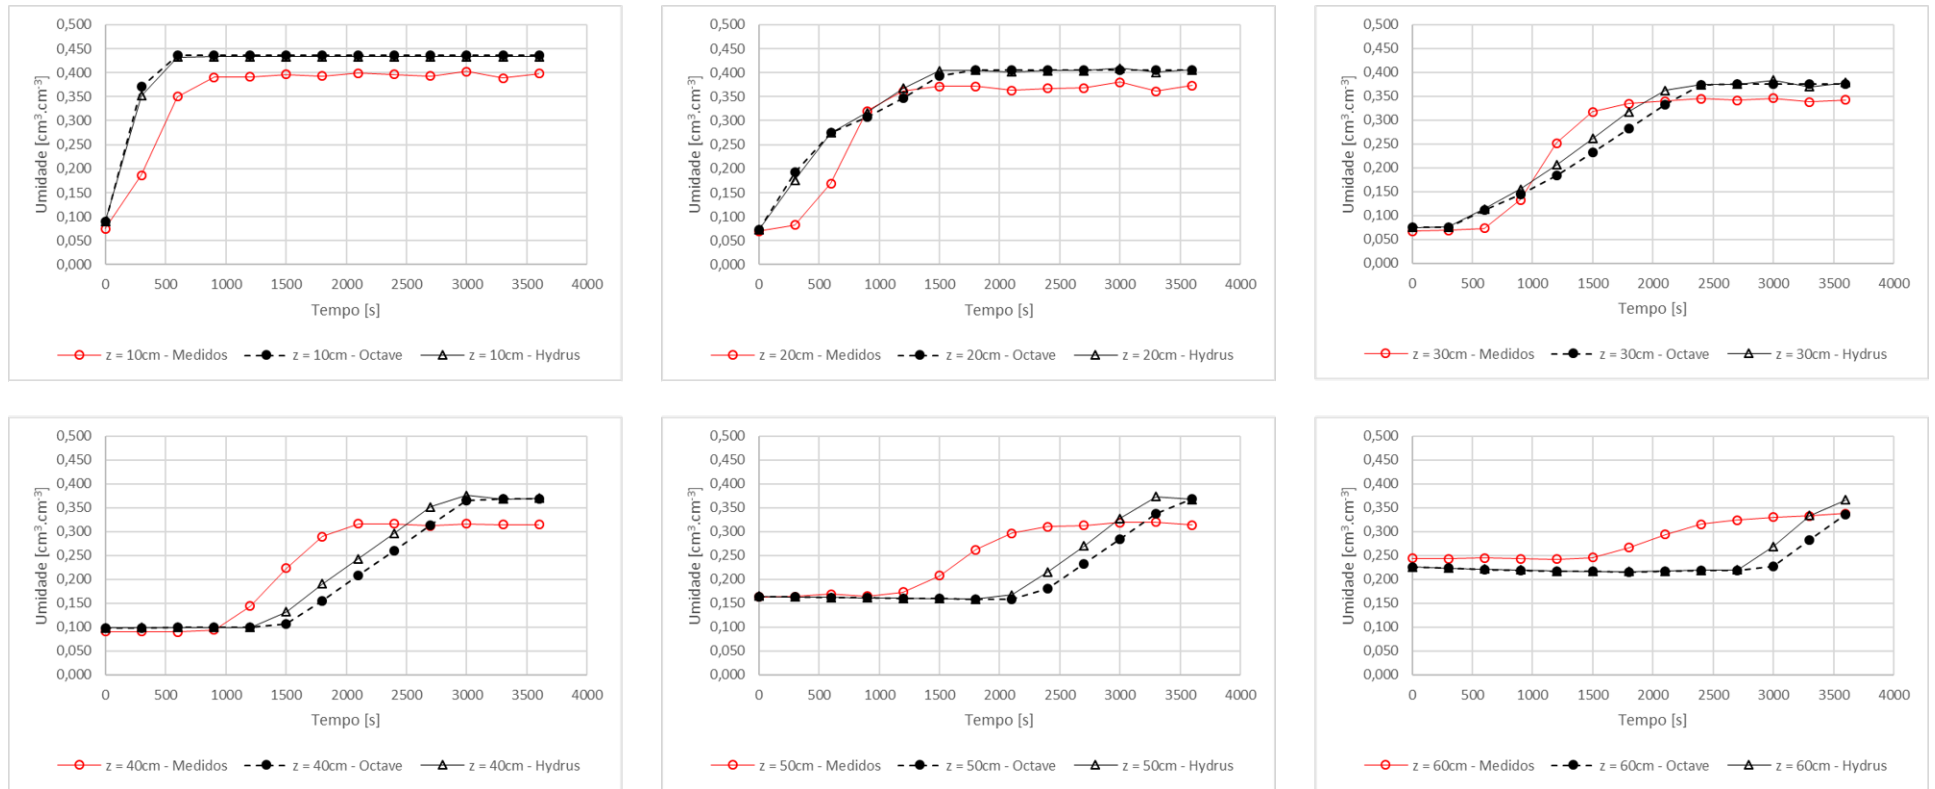 0,500
0,450
0,400
0,350
0,300
0,250
0,200
0,150
0,100
0,050
0,000
Umidade [cm³.cm⁻³]
0 500 1000 1500 2000 2500 3000 3500 4000
Tempo [s]
z = 10cm - Medidos z = 10cm - Octave z = 10cm - Hydrus
0,500
0,450
0,400
0,350
0,300
0,250
0,200
0,150
0,100
0,050
0,000
Umidade [cm³.cm⁻³]
0 500 1000 1500 2000 2500 3000 3500 4000
Tempo [s]
z = 20cm - Medidos z = 20cm - Octave z = 20cm - Hydrus
0,500
0,450
0,400
0,350
0,300
0,250
0,200
0,150
0,100
0,050
0,000
Umidade [cm³.cm⁻³]
0 500 1000 1500 2000 2500 3000 3500 4000
Tempo [s]
z = 30cm - Medidos z = 30cm - Octave z = 30cm - Hydrus
0,500
0,450
0,400
0,350
0,300
0,250
0,200
0,150
0,100
0,050
0,000
Umidade [cm³.cm⁻³]
0 500 1000 1500 2000 2500 3000 3500 4000
Tempo [s]
z = 40cm - Medidos z = 40cm - Octave z = 40cm - Hydrus
0,500
0,450
0,400
0,350
0,300
0,250
0,200
0,150
0,100
0,050
0,000
Umidade [cm³.cm⁻³]
0 500 1000 1500 2000 2500 3000 3500 4000
Tempo [s]
z = 50cm - Medidos z = 50cm - Octave z = 50cm - Hydrus
0,500
0,450
0,400
0,350
0,300
0,250
0,200
0,150
0,100
0,050
0,000
Umidade [cm³.cm⁻³]
0 500 1000 1500 2000 2500 3000 3500 4000
Tempo [s]
z = 60cm - Medidos z = 60cm - Octave z = 60cm - Hydrus